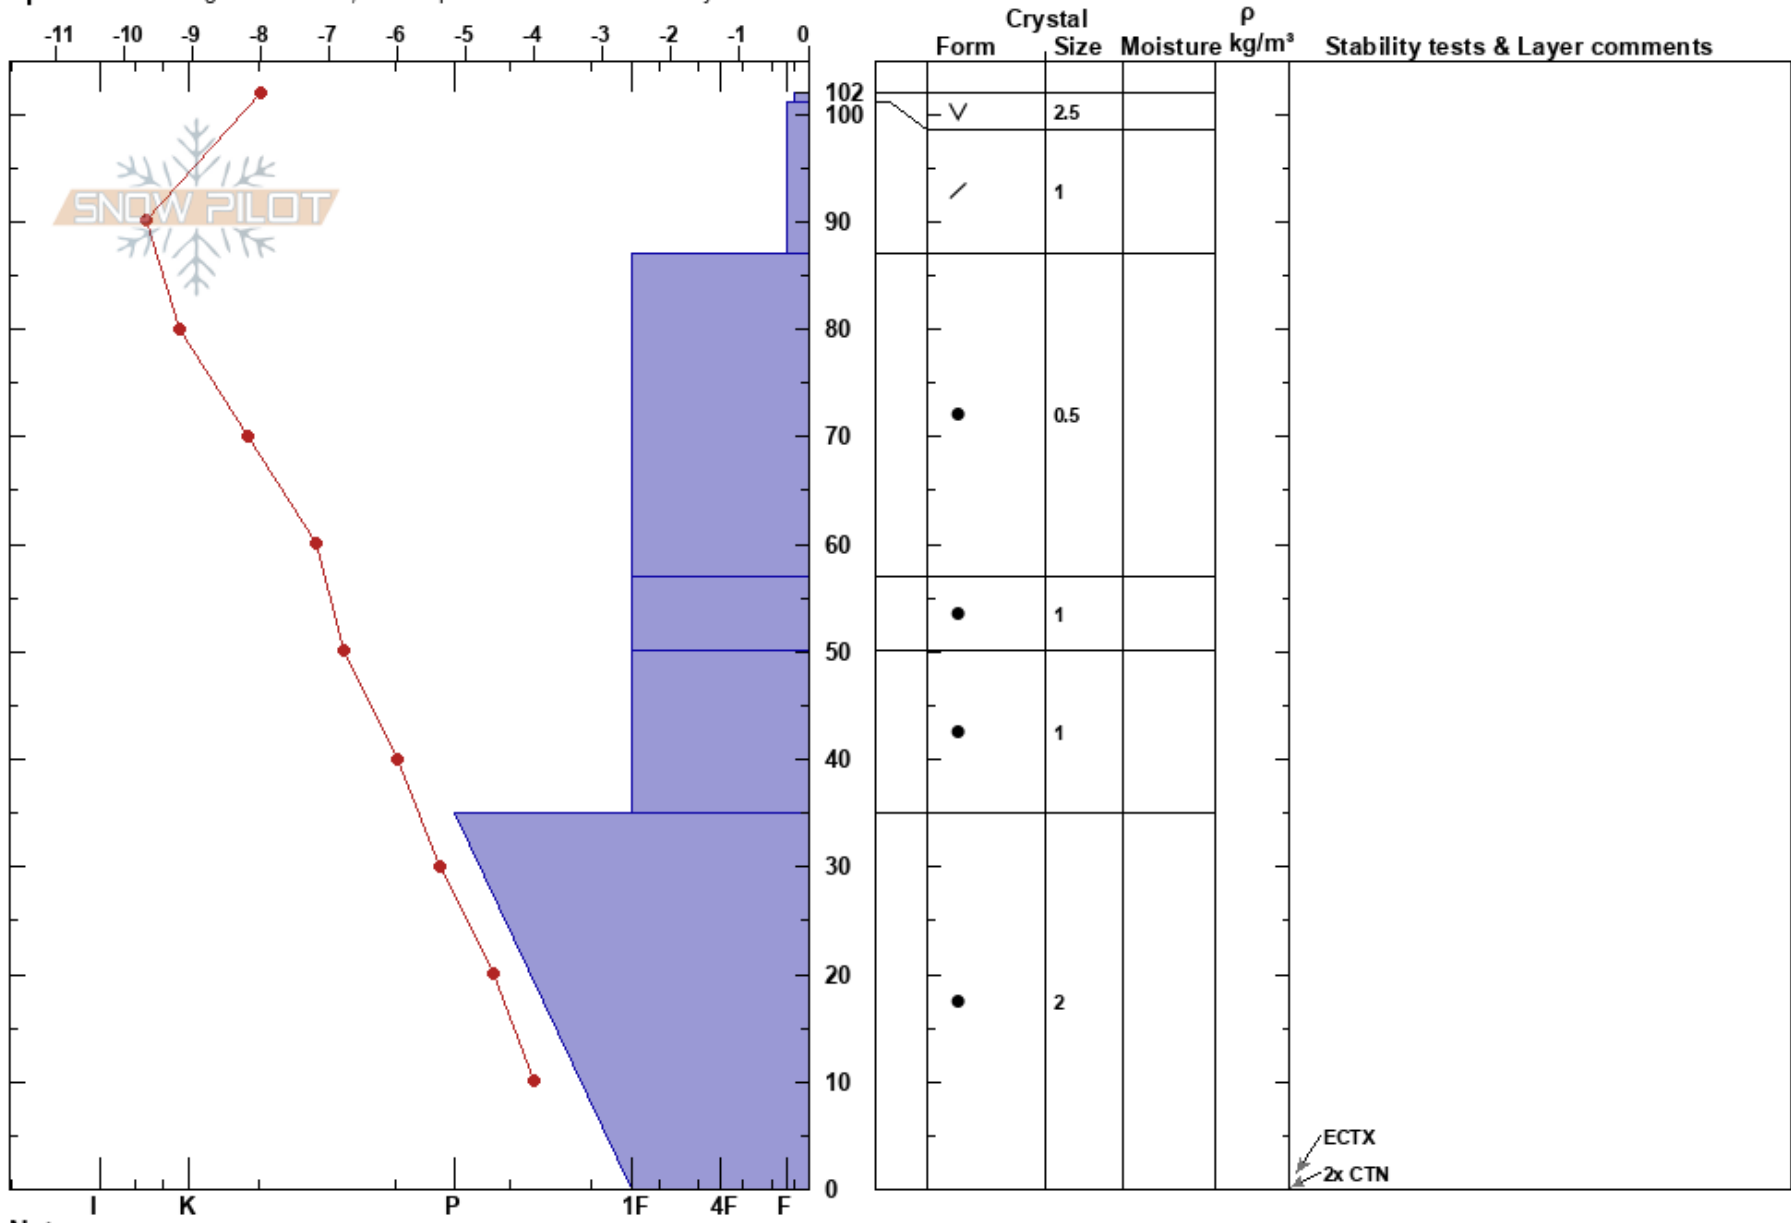 Crystal ρ
-11 -10 -9 -8 -7 -6 -5 -4 -3 -2 -1 0 Form Size Moisture kg/m³ Stability tests & Layer comments
102
100 2.5
SNOW PILOT
1
90
80
0.5
70
60
1
50
1
40
30
20
2
10
ECTX
2x CTN
0
I K P 1F 4F F